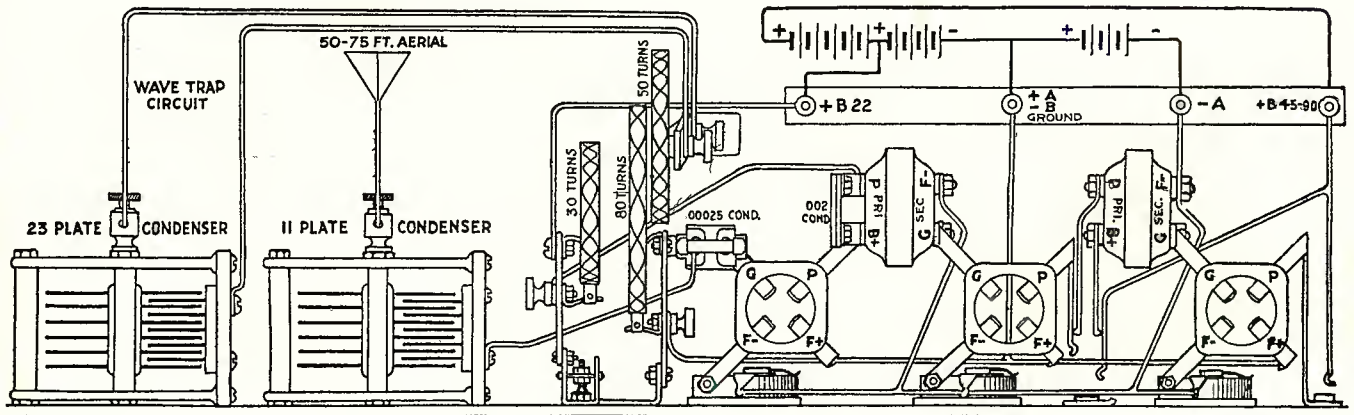 50-75 FT. AERIAL
WAVE TRAP
CIRCUIT
50 TURNS
+ + - + -
+B 22
+ A
- B
GROUND
-A
+B 45-90
30 TURNS
80 TURNS
23 PLATE CONDENSER
11 PLATE CONDENSER
.00025 COND.
.002
COND
P PRI B+
F- SEC G
P PRI. B+
F- SEC. G
G P
F- F+
G P
F- F+
G P
F- F+